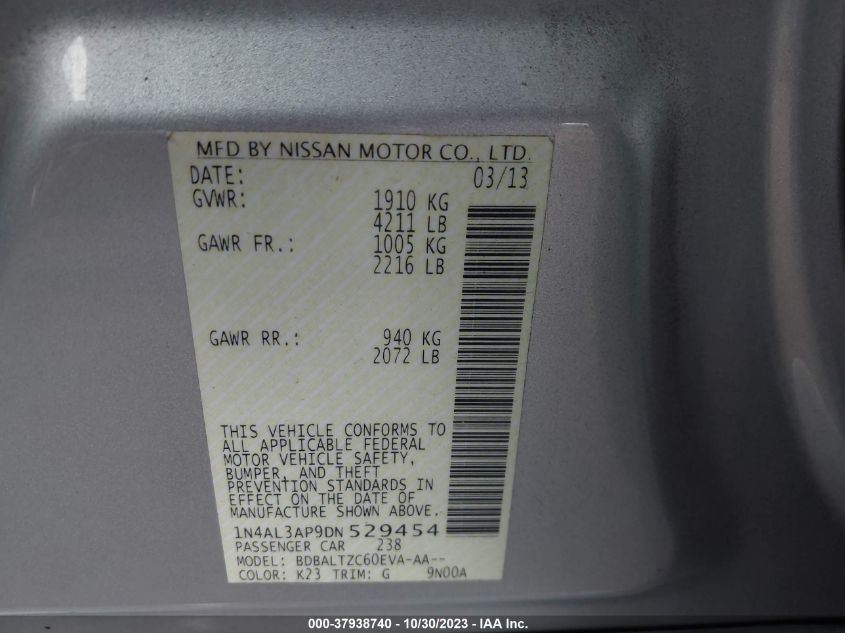 MFD BY NISSAN MOTOR CO., LTD.
DATE: 03/13
GVWR: 1910 KG
4211 LB
GAWR FR.: 1005 KG
2216 LB
GAWR RR.: 940 KG
2072 LB
THIS VEHICLE CONFORMS TO
ALL APPLICABLE FEDERAL
MOTOR VEHICLE SAFETY,
BUMPER, AND THEFT
PREVENTION STANDARDS IN
EFFECT ON THE DATE OF
MANUFACTURE SHOWN ABOVE.
1N4AL3AP9DN529454
PASSENGER CAR 238
MODEL: BDBALTZC60EVA-AA--
COLOR: K23 TRIM: G 9N00A
000-37938740 - 10/30/2023 - IAA Inc.